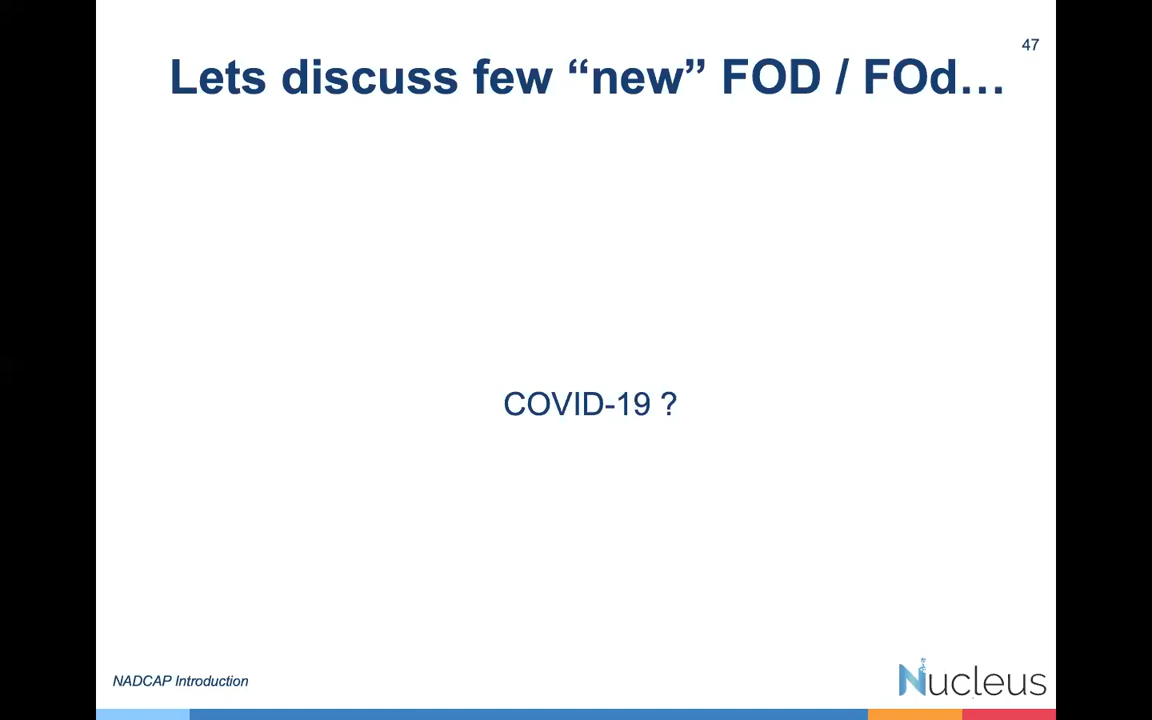 47
Lets discuss few “new” FOD / FOd…
COVID-19 ?
NADCAP Introduction
Nucleus